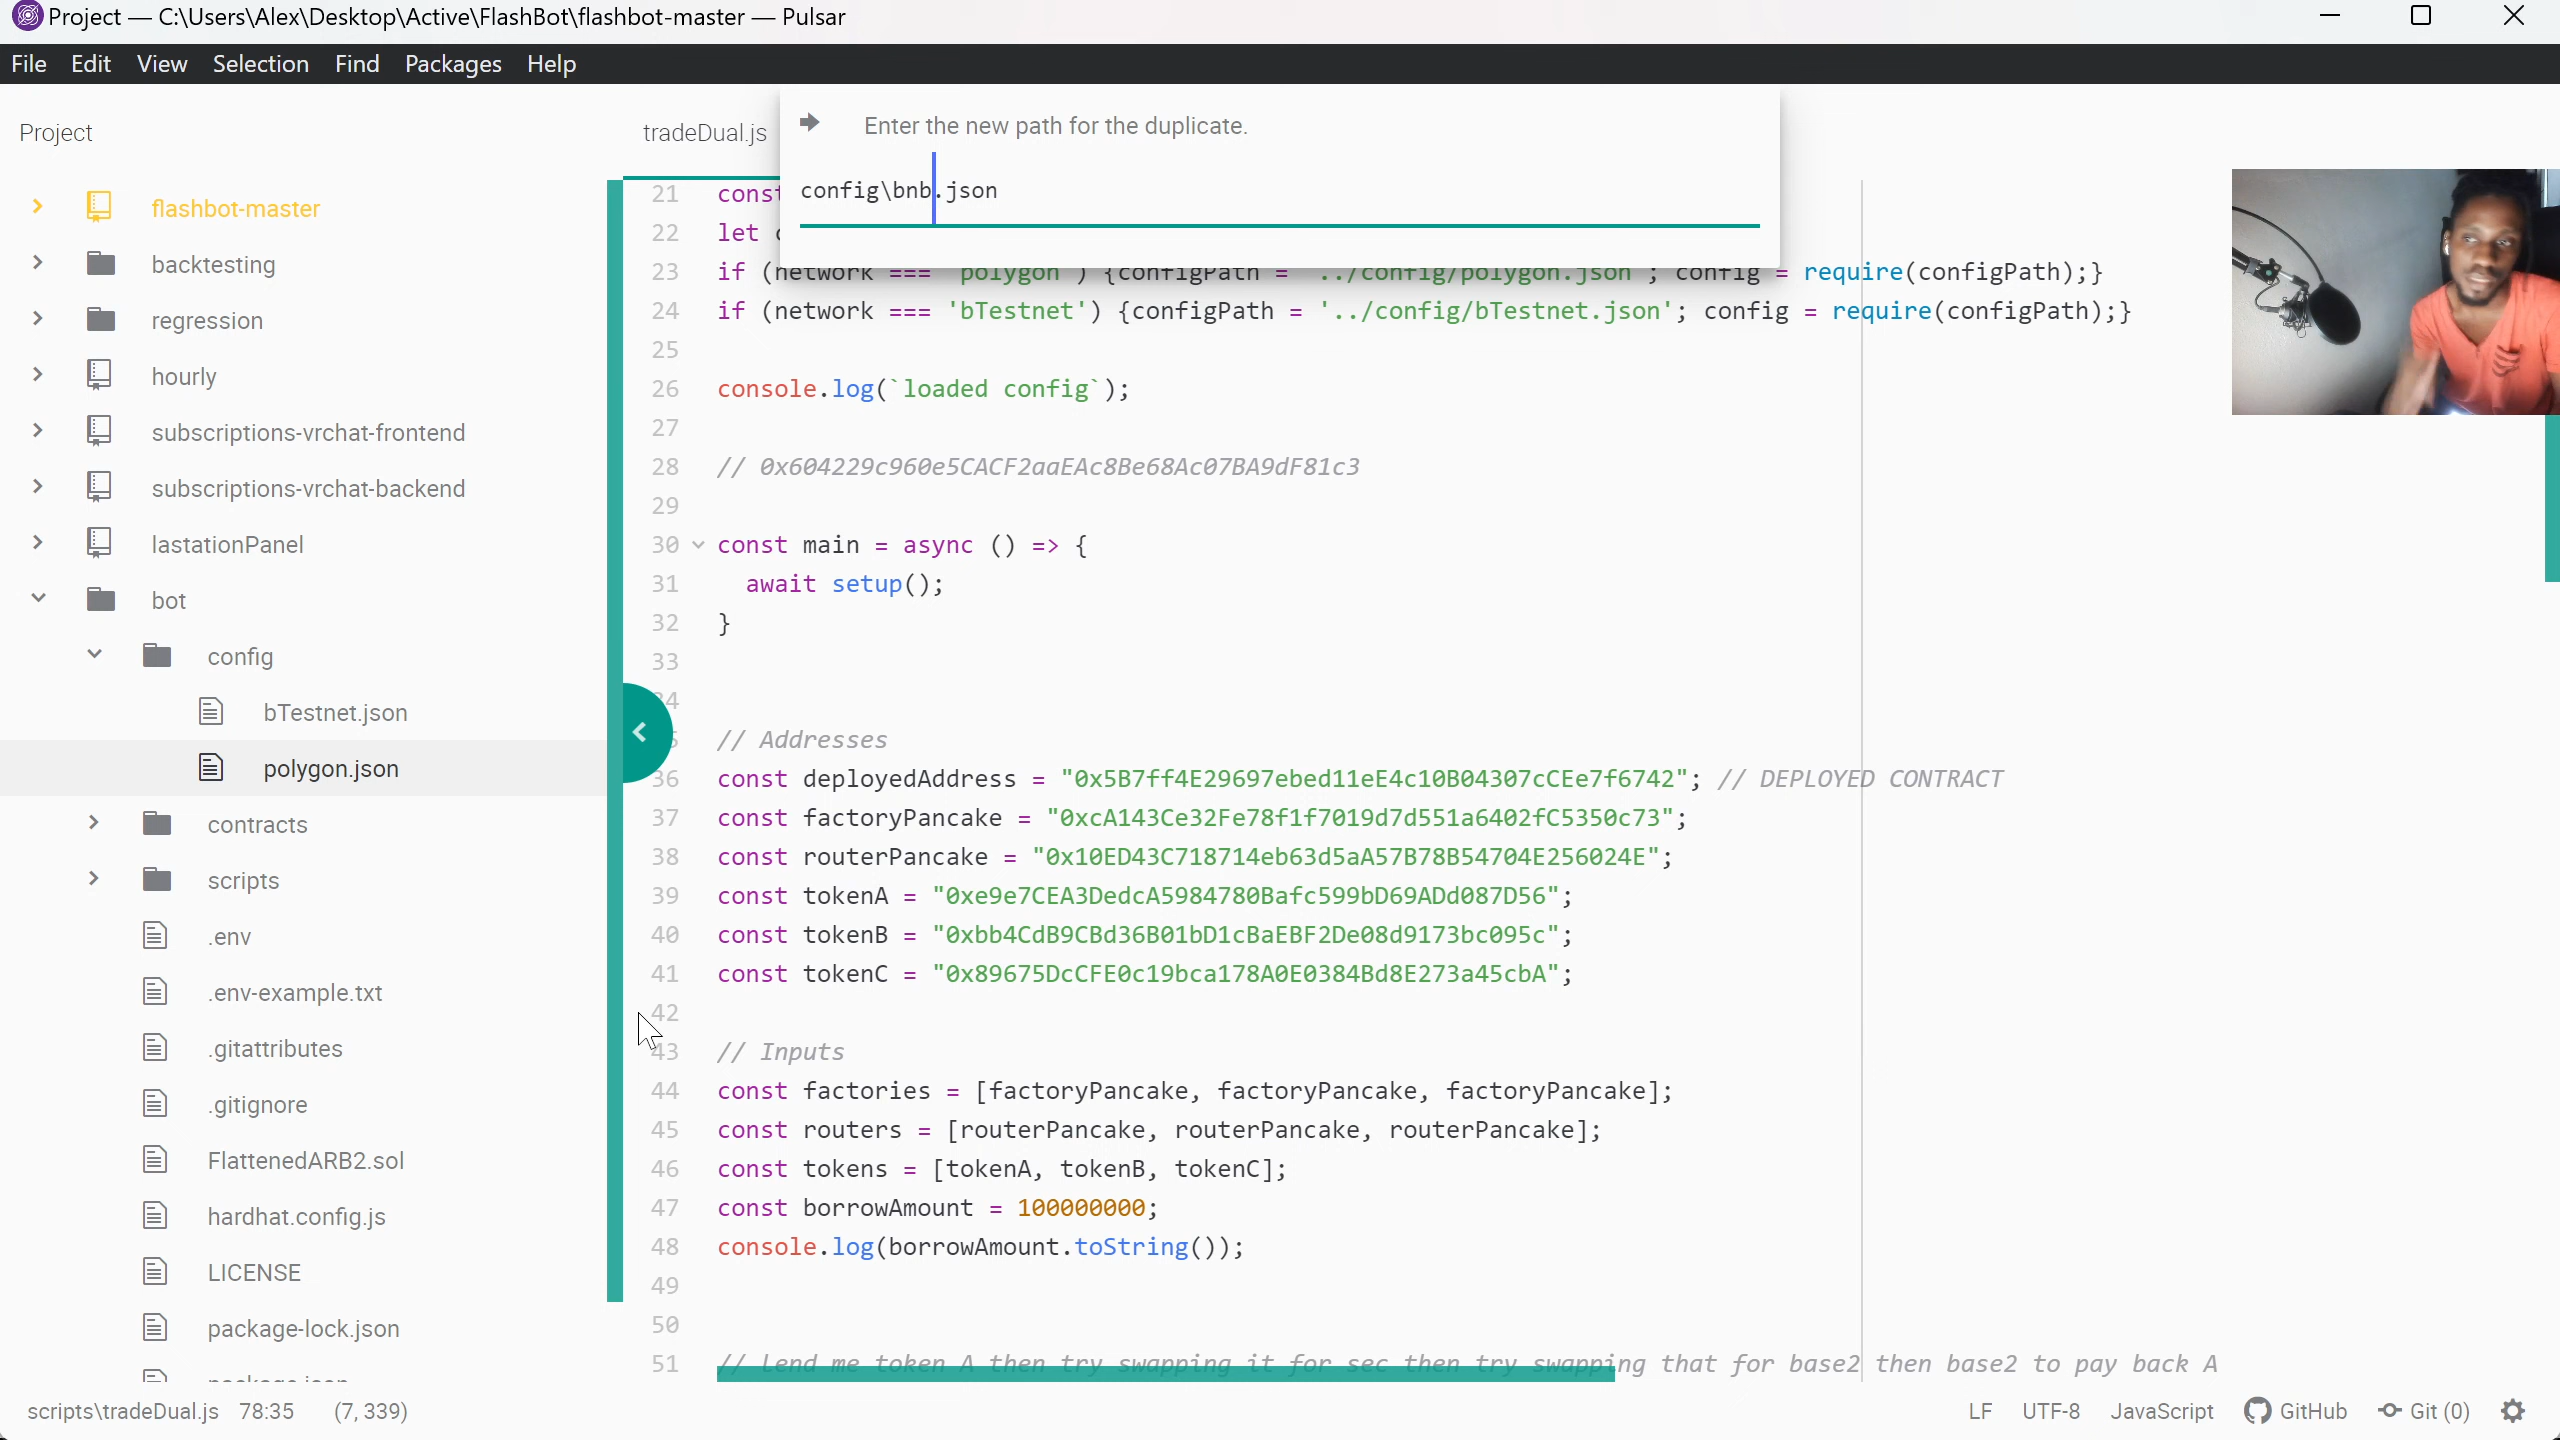 Project — C:\Users\Alex\Desktop\Active\FlashBot\flashbot-master — Pulsar
File Edit View Selection Find Packages Help
Project
flashbot-master
backtesting
regression
hourly
subscriptions-vrchat-frontend
subscriptions-vrchat-backend
lastationPanel
bot
config
bTestnet.json
polygon.json
contracts
scripts
.env
.env-example.txt
.gitattributes
.gitignore
FlattenedARB2.sol
hardhat.config.js
LICENSE
package-lock.json
package.json
tradeDual.js
Enter the new path for the duplicate.
config\bnb.json
21 const
22 let c
23 if (network === 'polygon') {configPath = '../config/polygon.json'; config = require(configPath);}
24 if (network === 'bTestnet') {configPath = '../config/bTestnet.json'; config = require(configPath);}
25
26 console.log(`loaded config`);
27
28 // 0x604229c960e5CACF2aaEAc8Be68Ac07BA9dF81c3
29
30 const main = async () => {
31 await setup();
32 }
33
34
35 // Addresses
36 const deployedAddress = "0x5B7ff4E29697ebed11eE4c10B04307cCEe7f6742"; // DEPLOYED CONTRACT
37 const factoryPancake = "0xcA143Ce32Fe78f1f7019d7d551a6402fC5350c73";
38 const routerPancake = "0x10ED43C718714eb63d5aA57B78B54704E256024E";
39 const tokenA = "0xe9e7CEA3DedcA5984780Bafc599bD69ADd087D56";
40 const tokenB = "0xbb4CdB9CBd36B01bD1cBaEBF2De08d9173bc095c";
41 const tokenC = "0x89675DcCFE0c19bca178A0E0384Bd8E273a45cbA";
42
43 // Inputs
44 const factories = [factoryPancake, factoryPancake, factoryPancake];
45 const routers = [routerPancake, routerPancake, routerPancake];
46 const tokens = [tokenA, tokenB, tokenC];
47 const borrowAmount = 100000000;
48 console.log(borrowAmount.toString());
49
50
51 // lend me token A then try swapping it for sec then try swapping that for base2 then base2 to pay back A
scripts\tradeDual.js 78:35 (7, 339)
LF UTF-8 JavaScript GitHub Git (0)